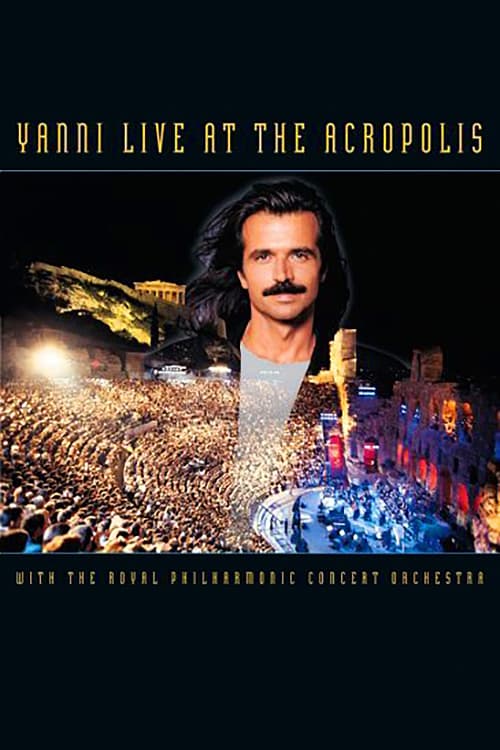 YANNI LIVE AT THE ACROPOLIS
WITH THE ROYAL PHILHARMONIC CONCERT ORCHESTRA